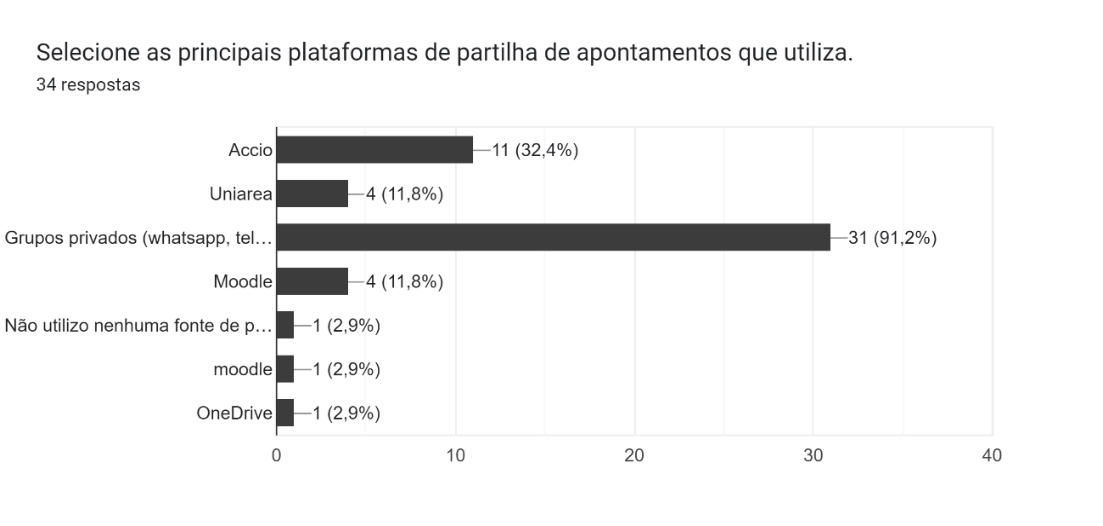 Selecione as principais plataformas de partilha de apontamentos que utiliza.
34 respostas
Accio 11 (32,4%)
Uniarea 4 (11,8%)
Grupos privados (whatsapp, tel… 31 (91,2%)
Moodle 4 (11,8%)
Não utilizo nenhuma fonte de p… 1 (2,9%)
moodle 1 (2,9%)
OneDrive 1 (2,9%)
0 10 20 30 40